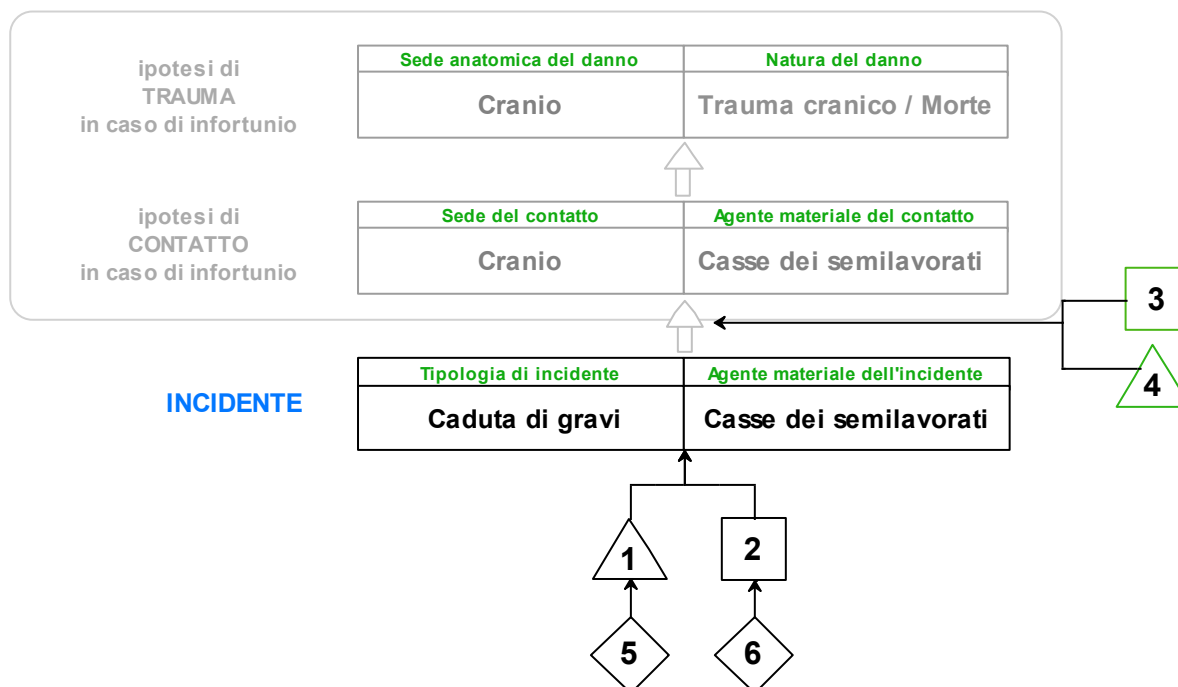 ipotesi di
TRAUMA
in caso di infortunio
Sede anatomica del danno
Natura del danno
Cranio
Trauma cranico / Morte
ipotesi di
CONTATTO
in caso di infortunio
Sede del contatto
Agente materiale del contatto
Cranio
Casse dei semilavorati
3
4
INCIDENTE
Tipologia di incidente
Agente materiale dell'incidente
Caduta di gravi
Casse dei semilavorati
1
2
5
6